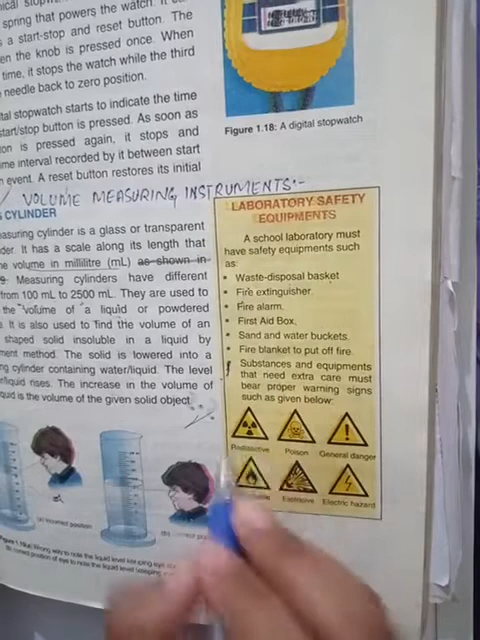 spring that powers the watch. It
a start-stop and reset button. The
en the knob is pressed once. When
time, it stops the watch while the third
needle back to zero position.
tal stopwatch starts to indicate the time
start/stop button is pressed. As soon as
on is pressed again, it stops and
me interval recorded by it between start
n event. A reset button restores its initial
Figure 1.18: A digital stopwatch
VOLUME MEASURING INSTRUMENTS:-
CYLINDER
asuring cylinder is a glass or transparent
der. It has a scale along its length that
he volume in millilitre (mL) as shown in
Measuring cylinders have different
from 100 mL to 2500 mL. They are used to
the volume of a liquid or powdered
It is also used to find the volume of an
shaped solid insoluble in a liquid by
ment method. The solid is lowered into a
ng cylinder containing water/liquid. The level
liquid rises. The increase in the volume of
quid is the volume of the given solid object.
LABORATORY SAFETY
EQUIPMENTS
A school laboratory must
have safety equipments such
as:
• Waste-disposal basket
• Fire extinguisher.
• Fire alarm.
• First Aid Box.
• Sand and water buckets.
• Fire blanket to put off fire.
Substances and equipments
that need extra care must
bear proper warning signs
such as given below:
Radioactive Poison General danger
Explosive Electric hazard
(a) Incorrect position